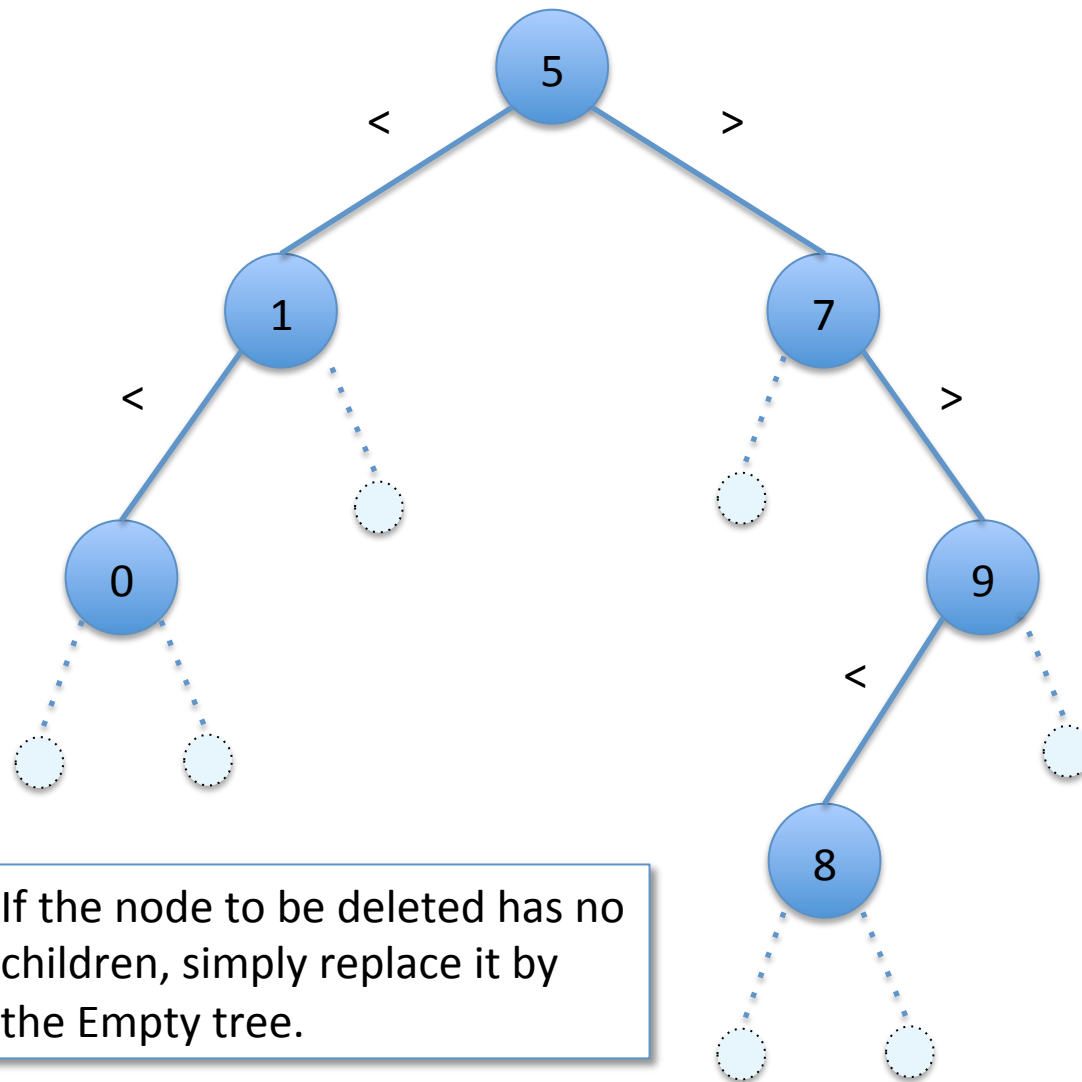 5
< >
1 7
< >
0 9
<
8
If the node to be deleted has no
children, simply replace it by
the Empty tree.